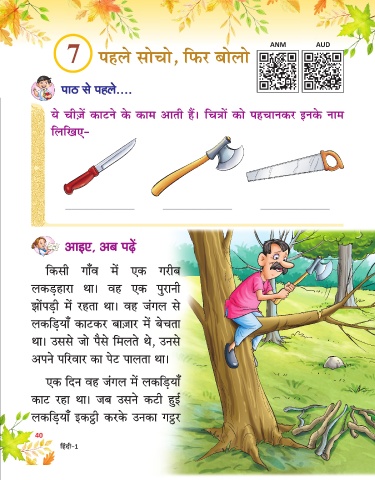 ANM
AUD
7
पहले सोचो, फिर बोलो
पाठ से पहले....
ये चीज़ें काटने के काम आती हैं। चित्रों को पहचानकर इनके नाम
लिखिए–
आइए, अब पढ़ें
किसी गाँव में एक गरीब
लकड़हारा था। वह एक पुरानी
झोंपड़ी में रहता था। वह जंगल से
लकड़ियाँ काटकर बाज़ार में बेचता
था। उससे जो पैसे मिलते थे, उनसे
अपने परिवार का पेट पालता था।
एक दिन वह जंगल में लकड़ियाँ
काट रहा था। जब उसने कटी हुई
लकड़ियाँ इकट्ठी करके उनका गट्ठर
40
हिंदी-1